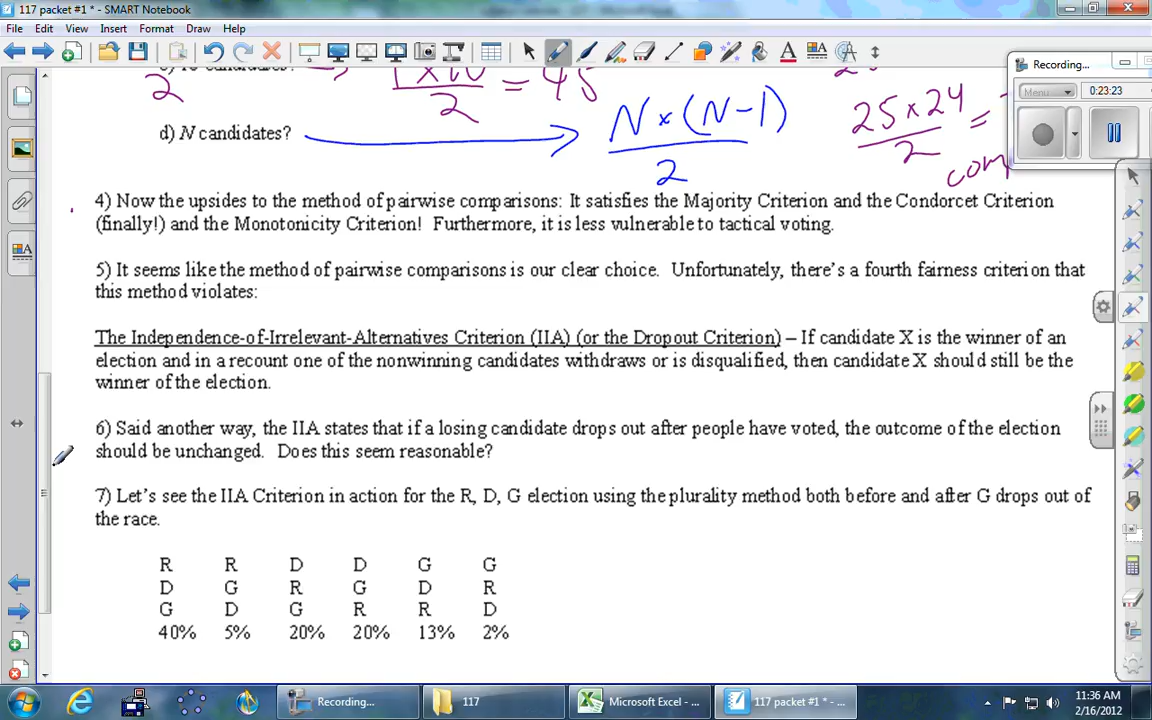 117 packet #1 * - SMART Notebook
File Edit View Insert Format Draw Help
Recording...
Menu
0:23:23
2
= 45
2
d) N candidates?
N x (N-1)
2
25 x 24 =
2
com
4) Now the upsides to the method of pairwise comparisons: It satisfies the Majority Criterion and the Condorcet Criterion
(finally!) and the Monotonicity Criterion! Furthermore, it is less vulnerable to tactical voting.
5) It seems like the method of pairwise comparisons is our clear choice. Unfortunately, there's a fourth fairness criterion that
this method violates:
The Independence-of-Irrelevant-Alternatives Criterion (IIA) (or the Dropout Criterion) – If candidate X is the winner of an
election and in a recount one of the nonwinning candidates withdraws or is disqualified, then candidate X should still be the
winner of the election.
6) Said another way, the IIA states that if a losing candidate drops out after people have voted, the outcome of the election
should be unchanged. Does this seem reasonable?
7) Let's see the IIA Criterion in action for the R, D, G election using the plurality method both before and after G drops out of
the race.
R R D D G G
D G R G D R
G D G R R D
40% 5% 20% 20% 13% 2%
Recording...
117
Microsoft Excel - ...
117 packet #1 * - ...
11:36 AM
2/16/2012